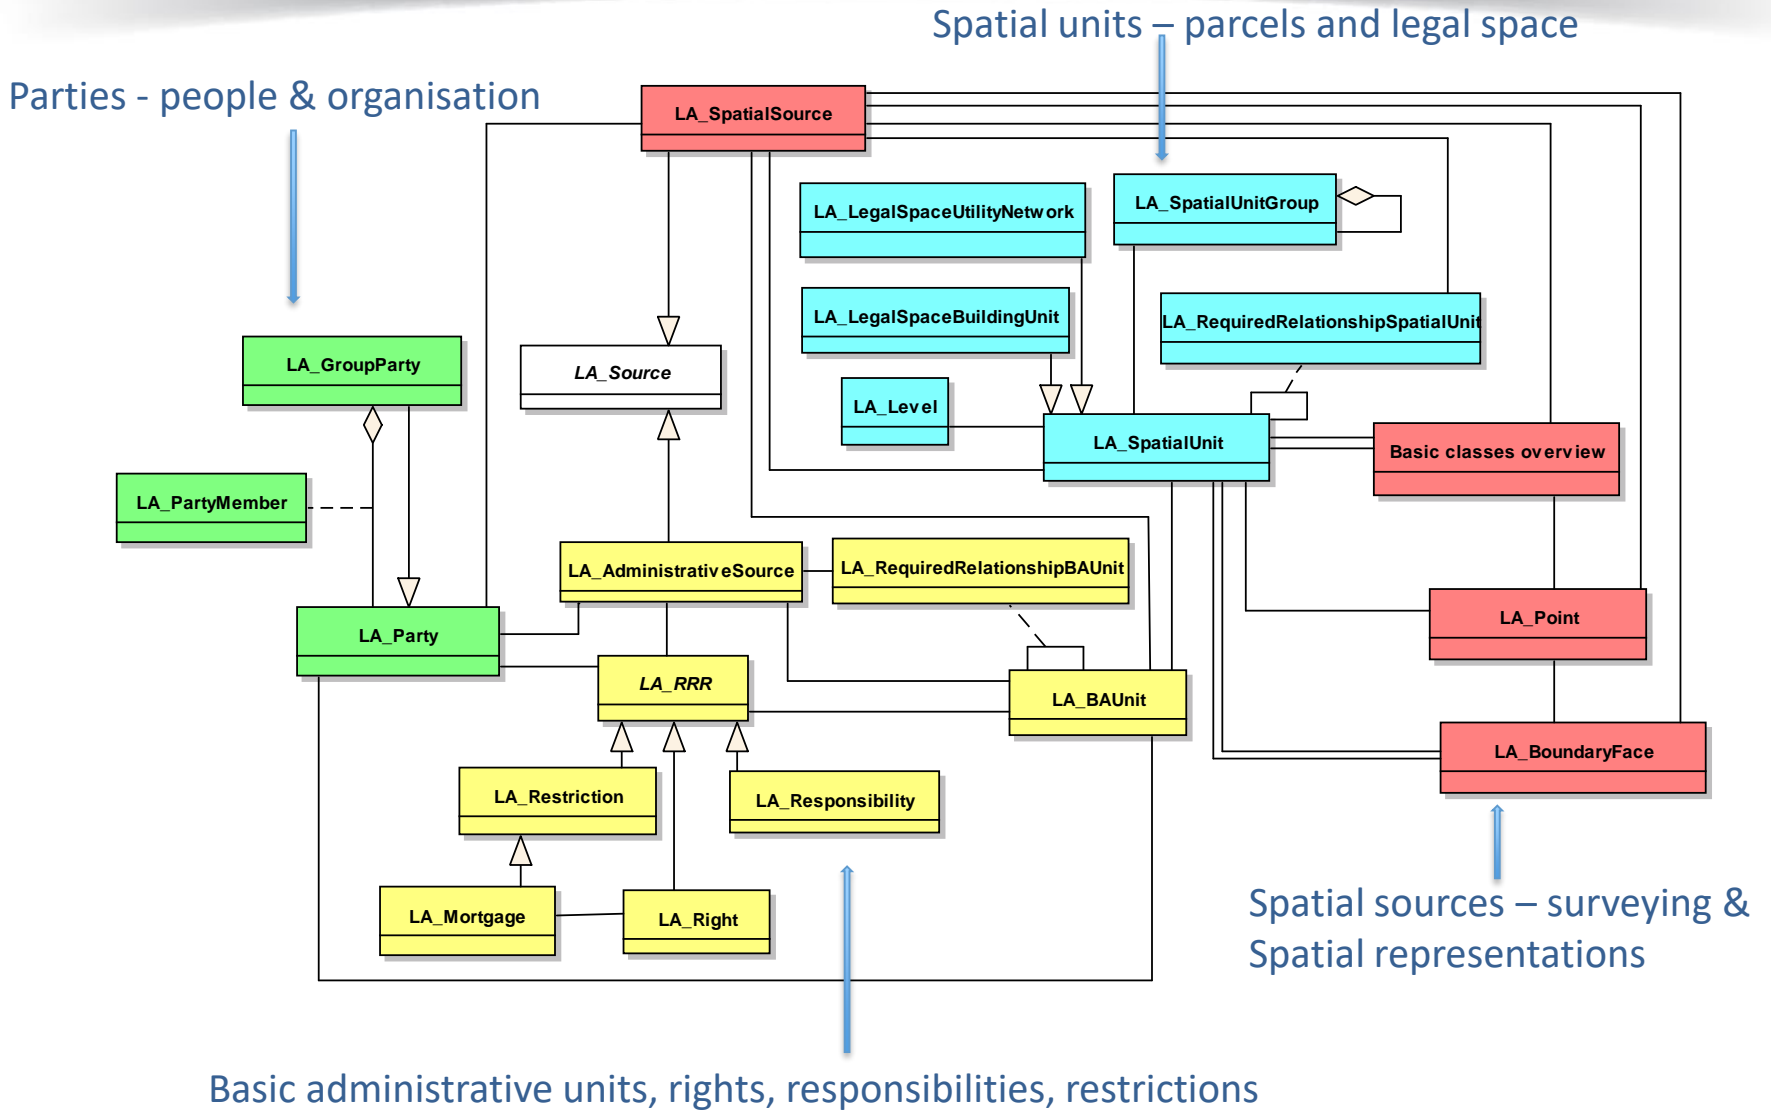 Spatial units – parcels and legal space
Parties - people & organisation
LA_SpatialSource
LA_LegalSpaceUtilityNetwork
LA_SpatialUnitGroup
LA_LegalSpaceBuildingUnit
LA_RequiredRelationshipSpatialUnit
LA_GroupParty
LA_Source
LA_Level
LA_SpatialUnit
Basic classes overview
LA_PartyMember
LA_AdministrativeSource
LA_RequiredRelationshipBAUnit
LA_Party
LA_Point
LA_RRR
LA_BAUnit
LA_BoundaryFace
LA_Restriction
LA_Responsibility
LA_Mortgage
LA_Right
Spatial sources – surveying &
Spatial representations
Basic administrative units, rights, responsibilities, restrictions